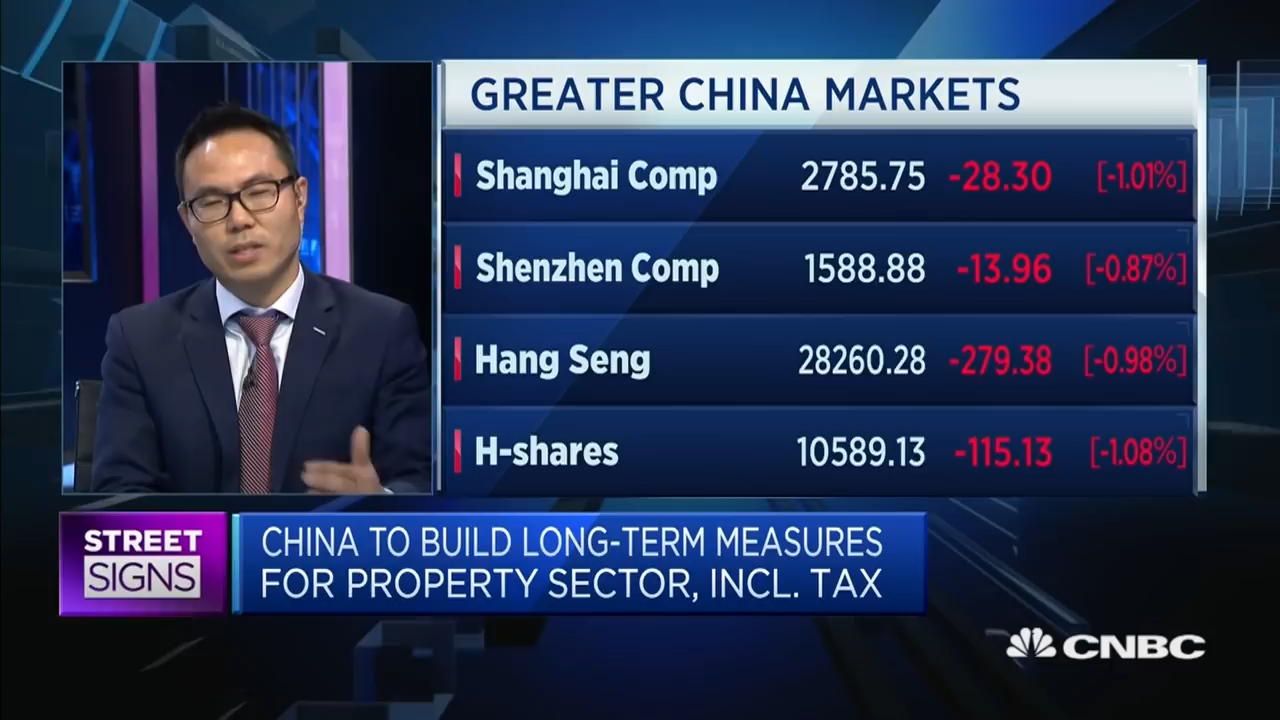 GREATER CHINA MARKETS
Shanghai Comp 2785.75 -28.30 [-1.01%]
Shenzhen Comp 1588.88 -13.96 [-0.87%]
Hang Seng 28260.28 -279.38 [-0.98%]
H-shares 10589.13 -115.13 [-1.08%]
STREET
SIGNS
CHINA TO BUILD LONG-TERM MEASURES
FOR PROPERTY SECTOR, INCL. TAX
CNBC